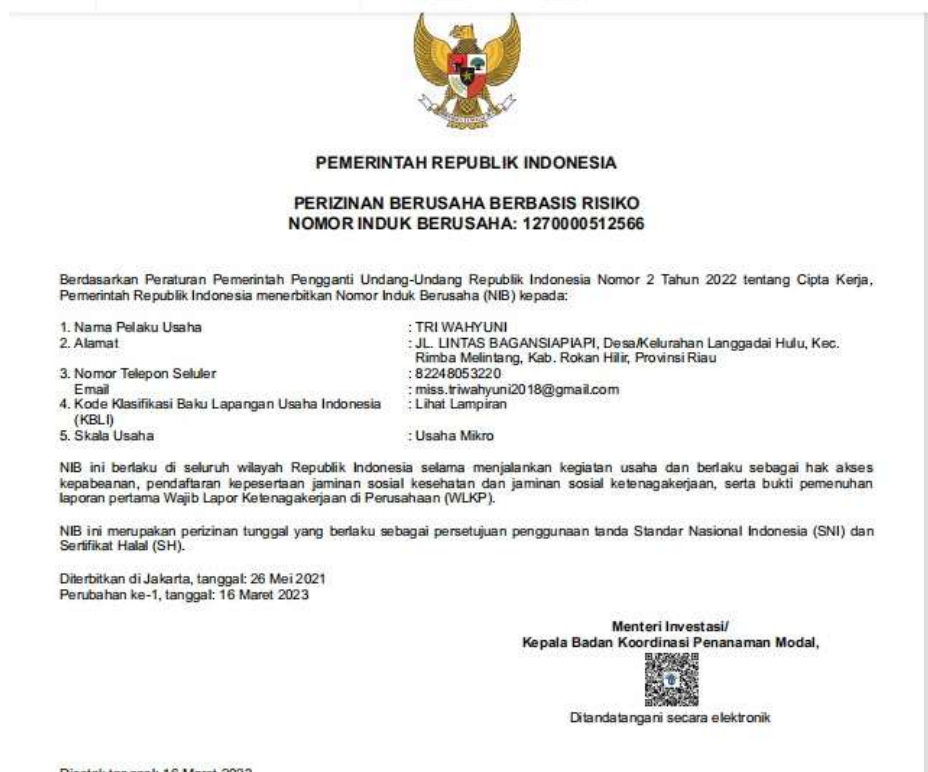 PEMERINTAH REPUBLIK INDONESIA
PERIZINAN BERUSAHA BERBASIS RISIKO
NOMOR INDUK BERUSAHA: 1270000512566
Berdasarkan Peraturan Pemerintah Pengganti Undang-Undang Republik Indonesia Nomor 2 Tahun 2022 tentang Cipta Kerja,
Pemerintah Republik Indonesia menerbitkan Nomor Induk Berusaha (NIB) kepada:
1. Nama Pelaku Usaha : TRI WAHYUNI
2. Alamat : JL. LINTAS BAGANSIAPIAPI, Desa/Kelurahan Langgadai Hulu, Kec.
Rimba Melintang, Kab. Rokan Hilir, Provinsi Riau
3. Nomor Telepon Seluler : 82248053220
Email : miss.triwahyuni2018@gmail.com
4. Kode Klasifikasi Baku Lapangan Usaha Indonesia : Lihat Lampiran
(KBLI)
5. Skala Usaha : Usaha Mikro
NIB ini berlaku di seluruh wilayah Republik Indonesia selama menjalankan kegiatan usaha dan berlaku sebagai hak akses
kepabeanan, pendaftaran kepesertaan jaminan sosial kesehatan dan jaminan sosial ketenagakerjaan, serta bukti pemenuhan
laporan pertama Wajib Lapor Ketenagakerjaan di Perusahaan (WLKP).
NIB ini merupakan perizinan tunggal yang berlaku sebagai persetujuan penggunaan tanda Standar Nasional Indonesia (SNI) dan
Sertifikat Halal (SH).
Diterbitkan di Jakarta, tanggal: 26 Mei 2021
Perubahan ke-1, tanggal: 16 Maret 2023
Menteri Investasi/
Kepala Badan Koordinasi Penanaman Modal,
Ditandatangani secara elektronik
Dicetak tanggal: 16 Maret 2023